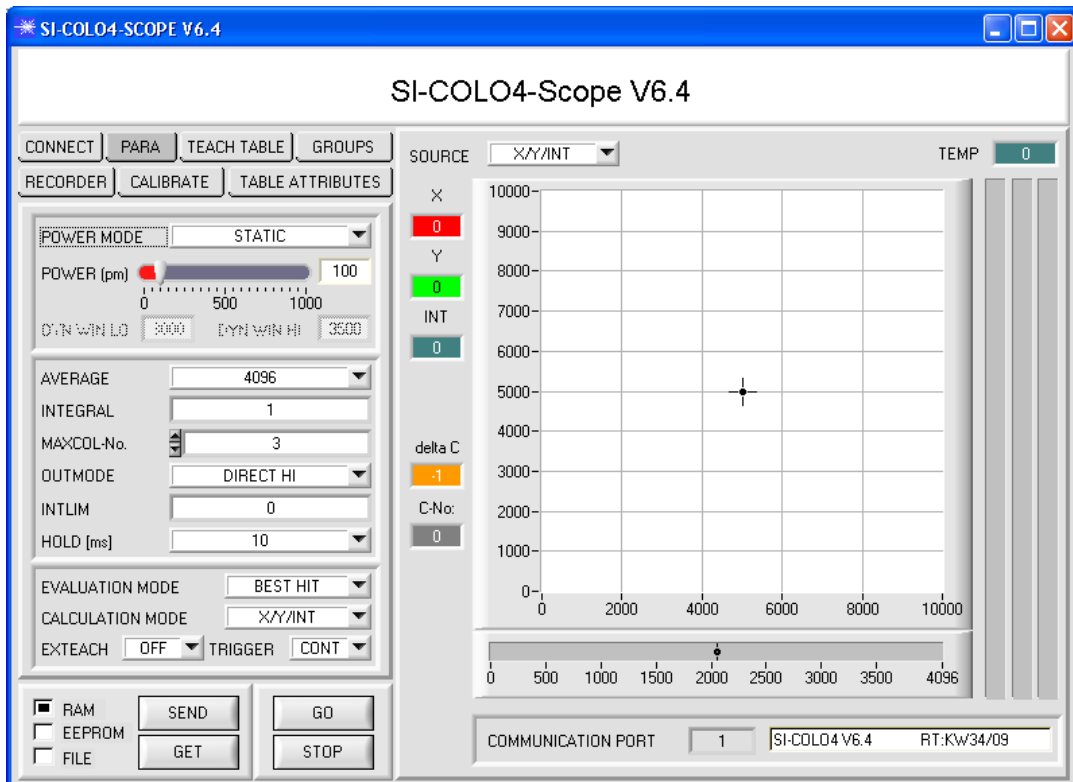 SI-COLO4-SCOPE V6.4
SI-COLO4-Scope V6.4
CONNECT PARA TEACH TABLE GROUPS
RECORDER CALIBRATE TABLE ATTRIBUTES
POWER MODE STATIC
POWER (pm) 100
0 500 1000
DYN WIN LO 3000 DYN WIN HI 3500
AVERAGE 4096
INTEGRAL 1
MAXCOL-No. 3
OUTMODE DIRECT HI
INTLIM 0
HOLD [ms] 10
EVALUATION MODE BEST HIT
CALCULATION MODE X/Y/INT
EXTEACH OFF TRIGGER CONT
RAM
EEPROM
FILE
SEND
GET
GO
STOP
SOURCE X/Y/INT TEMP 0
X
0
Y
0
INT
0
delta C
-1
C-No:
0
10000
9000
8000
7000
6000
5000
4000
3000
2000
1000
0
0 2000 4000 6000 8000 10000
0 500 1000 1500 2000 2500 3000 3500 4096
COMMUNICATION PORT 1 SI-COLO4 V6.4 RT:KW34/09